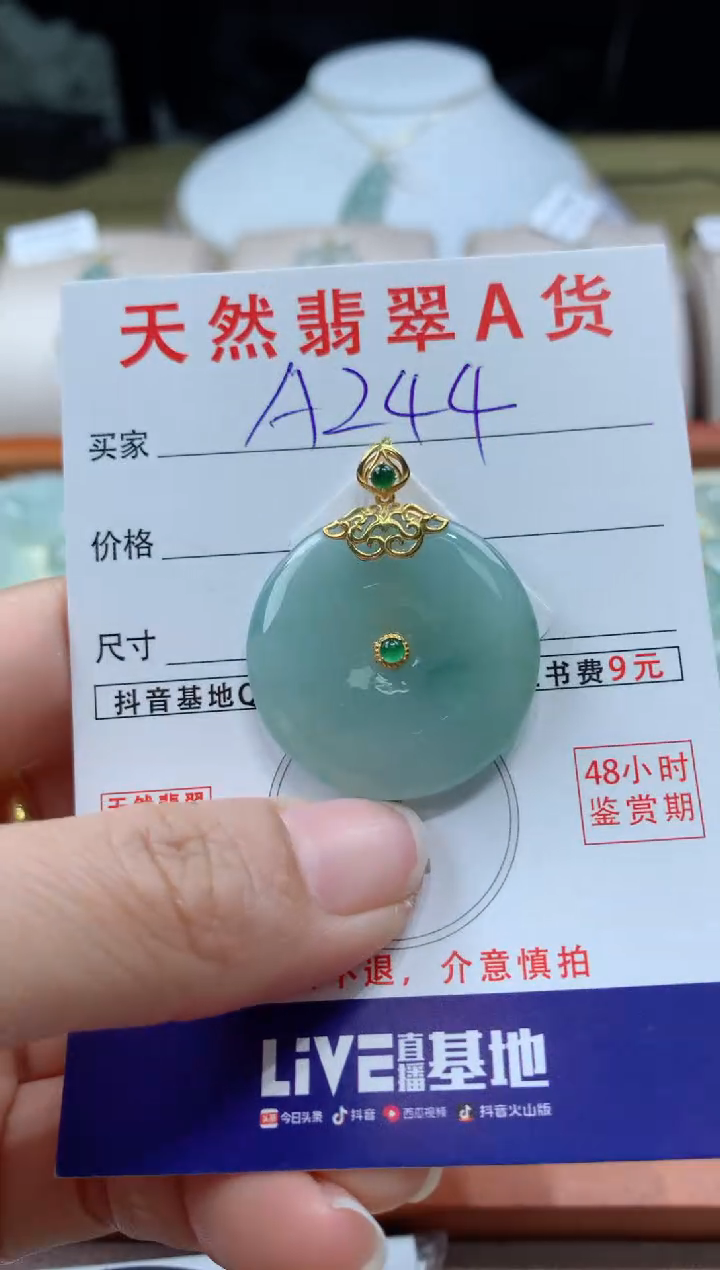 天然翡翠A货
买家 A244
价格
尺寸
抖音基地Q 书费9元
天然翡翠
48小时
鉴赏期
不退，介意慎拍
LiVE直播基地
今日头条 抖音 西瓜视频 抖音火山版